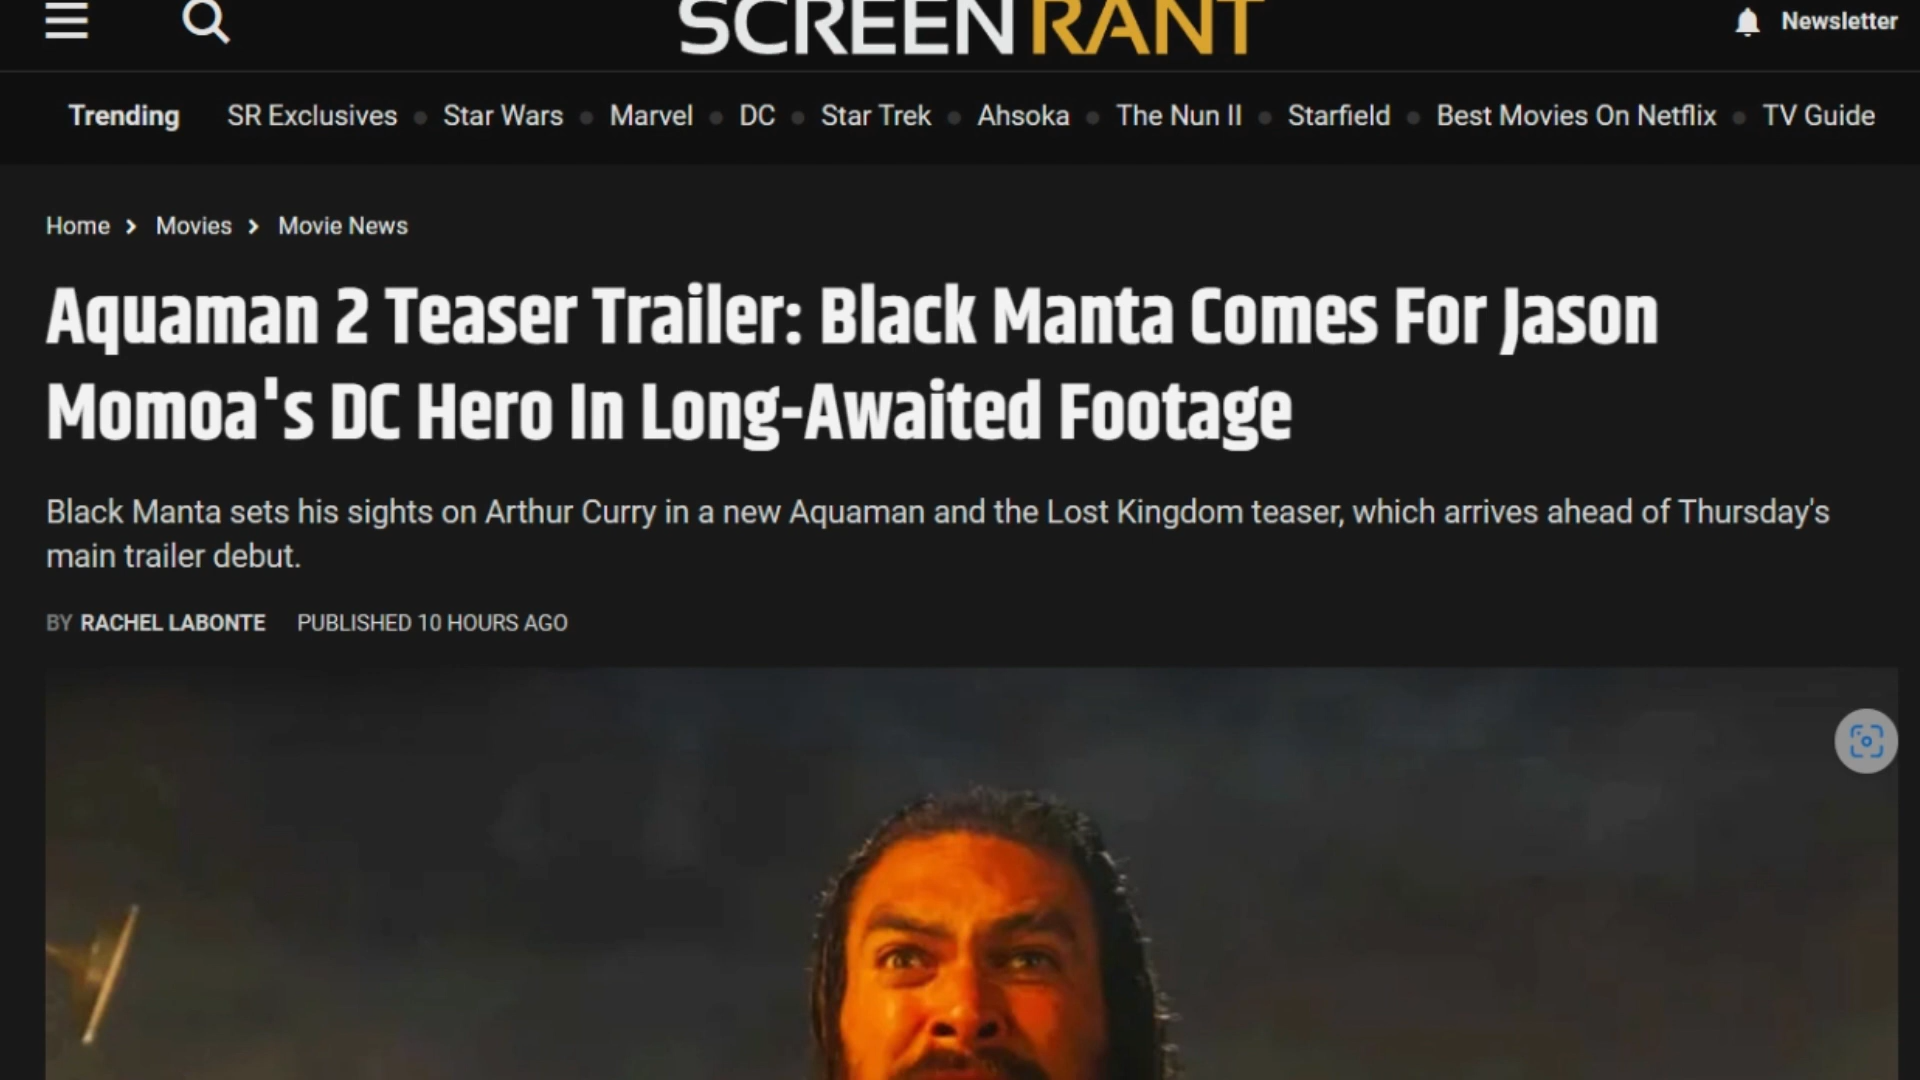 SCREENRANT
Newsletter
Trending SR Exclusives Star Wars Marvel DC Star Trek Ahsoka The Nun II Starfield Best Movies On Netflix TV Guide
Home > Movies > Movie News
Aquaman 2 Teaser Trailer: Black Manta Comes For Jason
Momoa's DC Hero In Long-Awaited Footage
Black Manta sets his sights on Arthur Curry in a new Aquaman and the Lost Kingdom teaser, which arrives ahead of Thursday's
main trailer debut.
BY RACHEL LABONTE PUBLISHED 10 HOURS AGO